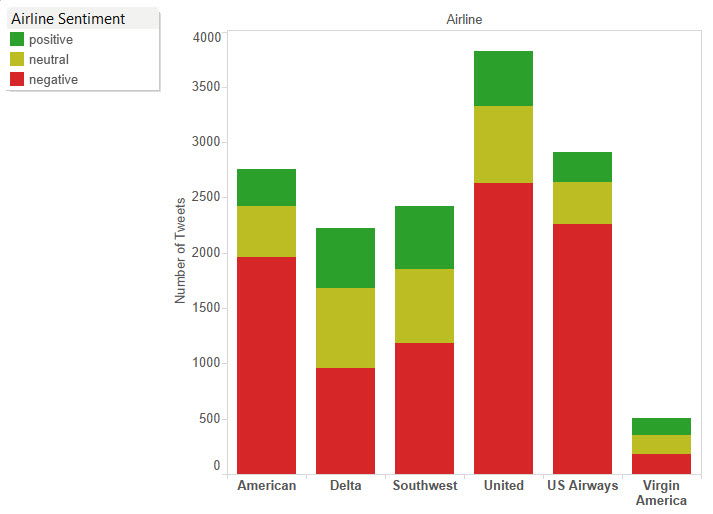 Airline Sentiment
positive
neutral
negative
Airline
Number of Tweets
4000
3500
3000
2500
2000
1500
1000
500
0
American
Delta
Southwest
United
US Airways
Virgin
America